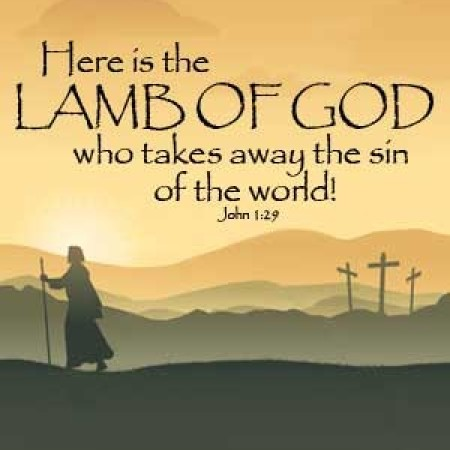 Here is the
LAMB OF GOD
who takes away the sin
of the world!
John 1:29